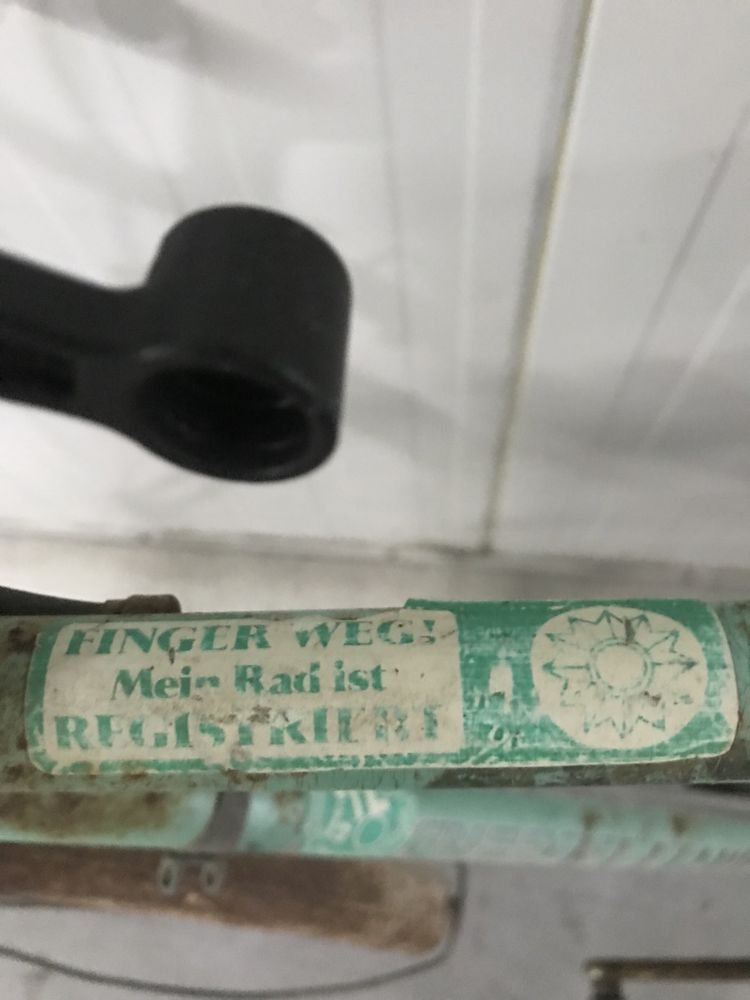 FINGER WEG!
Mein Rad ist
REGISTRIERT